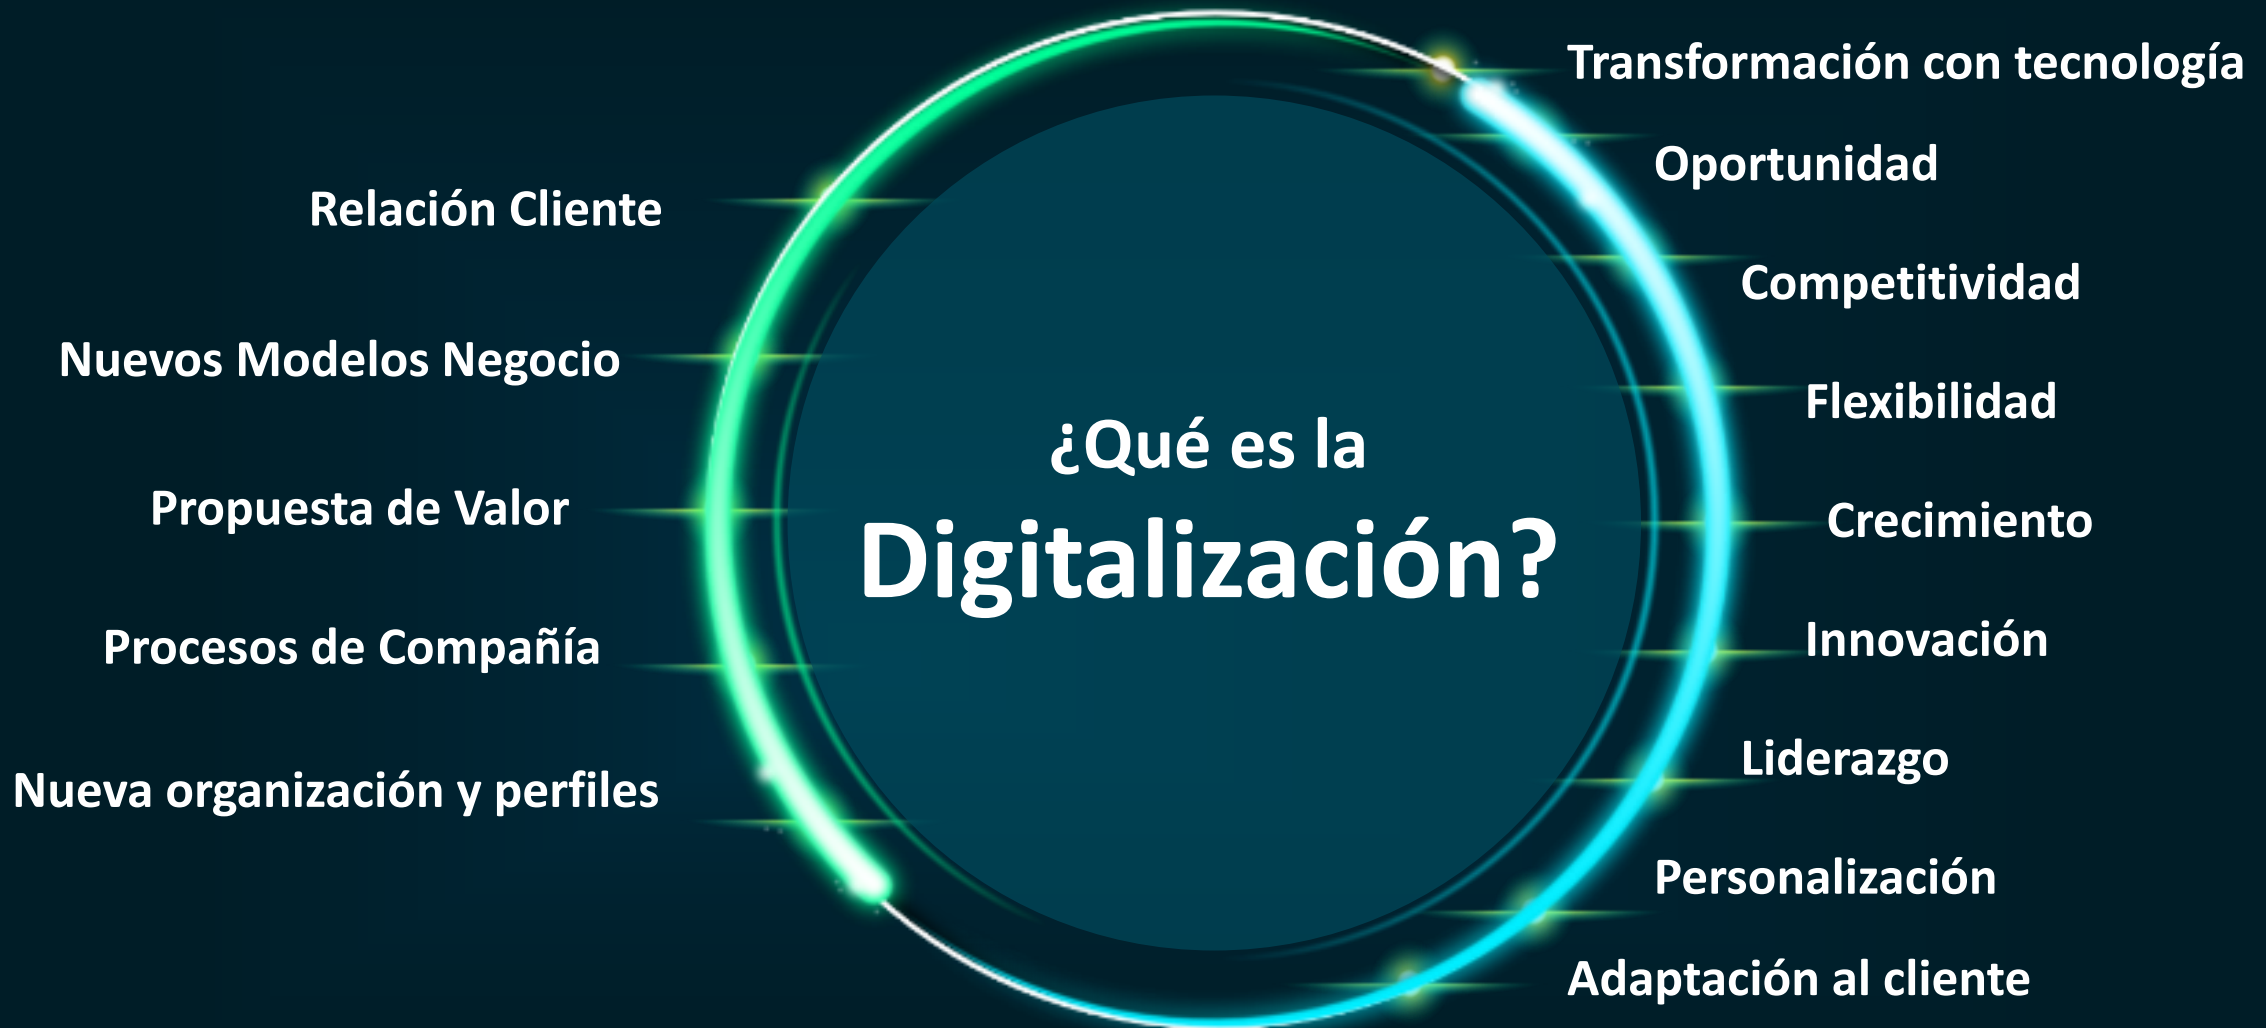 ¿Qué es la
Digitalización?
Relación Cliente
Nuevos Modelos Negocio
Propuesta de Valor
Procesos de Compañía
Nueva organización y perfiles
Transformación con tecnología
Oportunidad
Competitividad
Flexibilidad
Crecimiento
Innovación
Liderazgo
Personalización
Adaptación al cliente